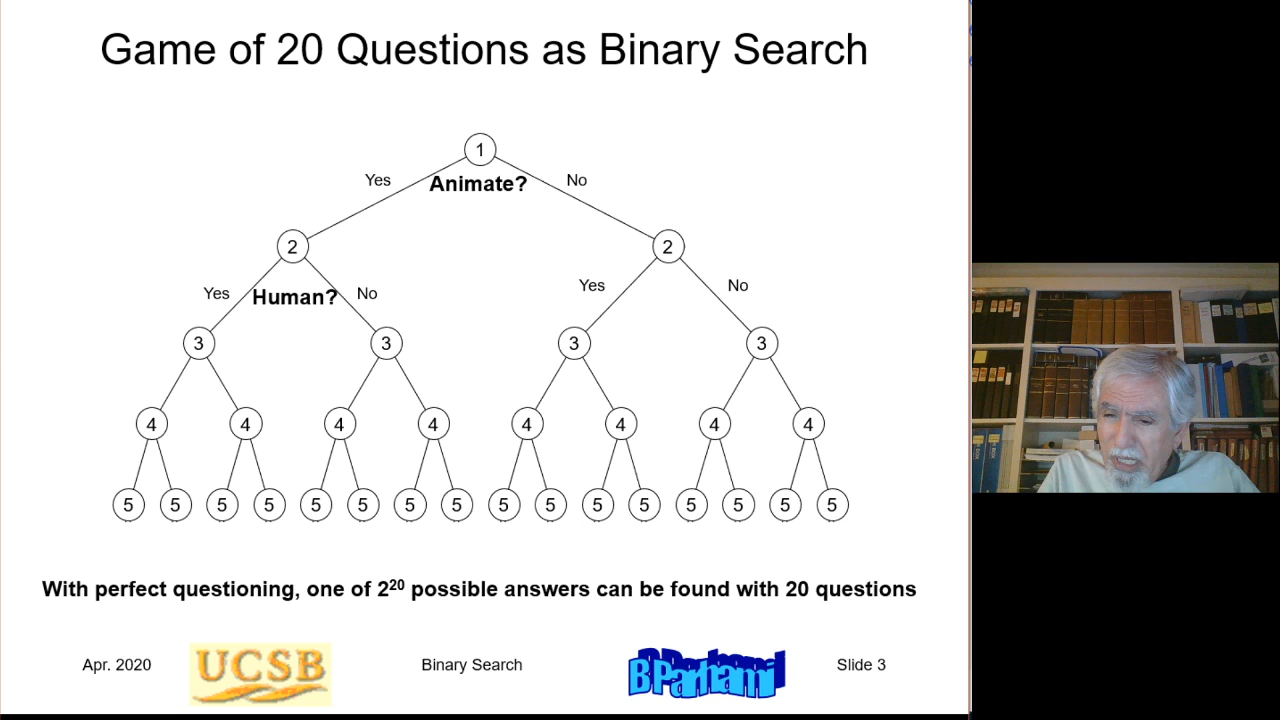 Game of 20 Questions as Binary Search
1
Yes Animate? No
2 2
Yes Human? No Yes No
3 3 3 3
4 4 4 4 4 4 4 4
5 5 5 5 5 5 5 5 5 5 5 5 5 5 5 5
With perfect questioning, one of 2²⁰ possible answers can be found with 20 questions
Apr. 2020 UCSB Binary Search BParhami Slide 3